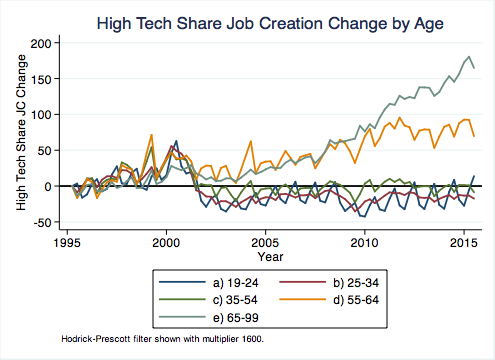 High Tech Share Job Creation Change by Age
High Tech Share JC Change
200
150
100
50
0
-50
1995 2000 2005 2010 2015
Year
a) 19-24 b) 25-34
c) 35-54 d) 55-64
e) 65-99
Hodrick-Prescott filter shown with multiplier 1600.